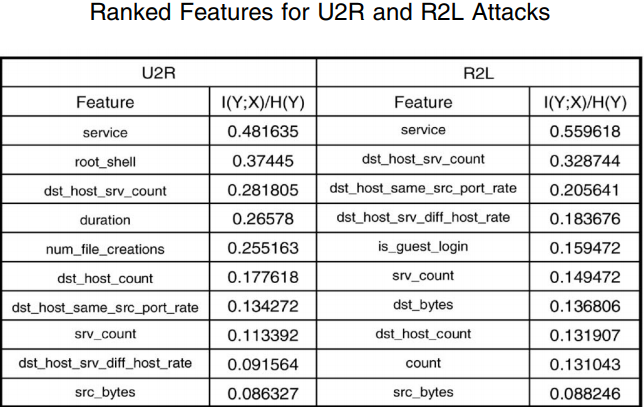 Ranked Features for U2R and R2L Attacks
U2R R2L
Feature I(Y;X)/H(Y) Feature I(Y;X)/H(Y)
service 0.481635 service 0.559618
root_shell 0.37445 dst_host_srv_count 0.328744
dst_host_srv_count 0.281805 dst_host_same_src_port_rate 0.205641
duration 0.26578 dst_host_srv_diff_host_rate 0.183676
num_file_creations 0.255163 is_guest_login 0.159472
dst_host_count 0.177618 srv_count 0.149472
dst_host_same_src_port_rate 0.134272 dst_bytes 0.136806
srv_count 0.113392 dst_host_count 0.131907
dst_host_srv_diff_host_rate 0.091564 count 0.131043
src_bytes 0.086327 src_bytes 0.088246